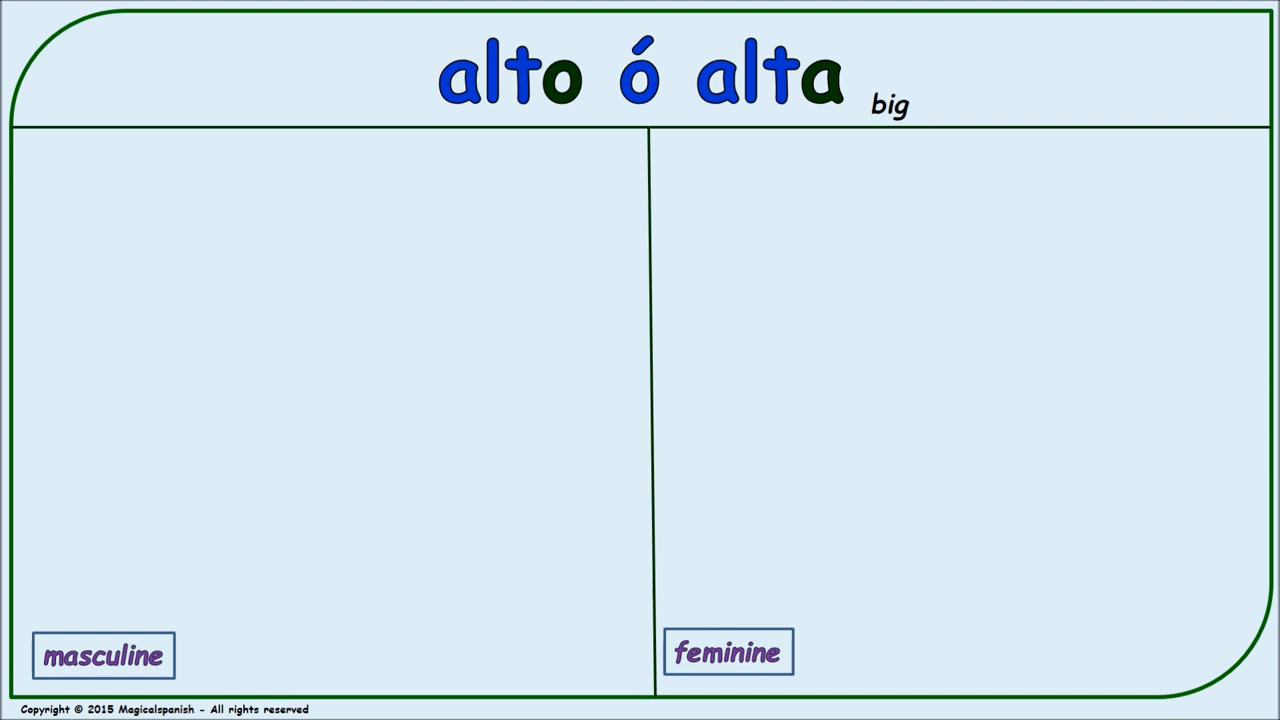 alto ó alta big
masculine
feminine
Copyright © 2015 Magicalspanish - All rights reserved